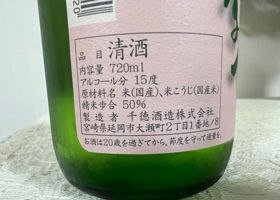 品目 清酒
内容量 720ml
アルコール分 15度
原材料名 米(国産)、米こうじ(国産米)
精米歩合 50%
製造者 千徳酒造株式会社
宮崎県延岡市大瀬町2丁目1番地ノ8
お酒は20歳を過ぎてから。節度を守って適量を。